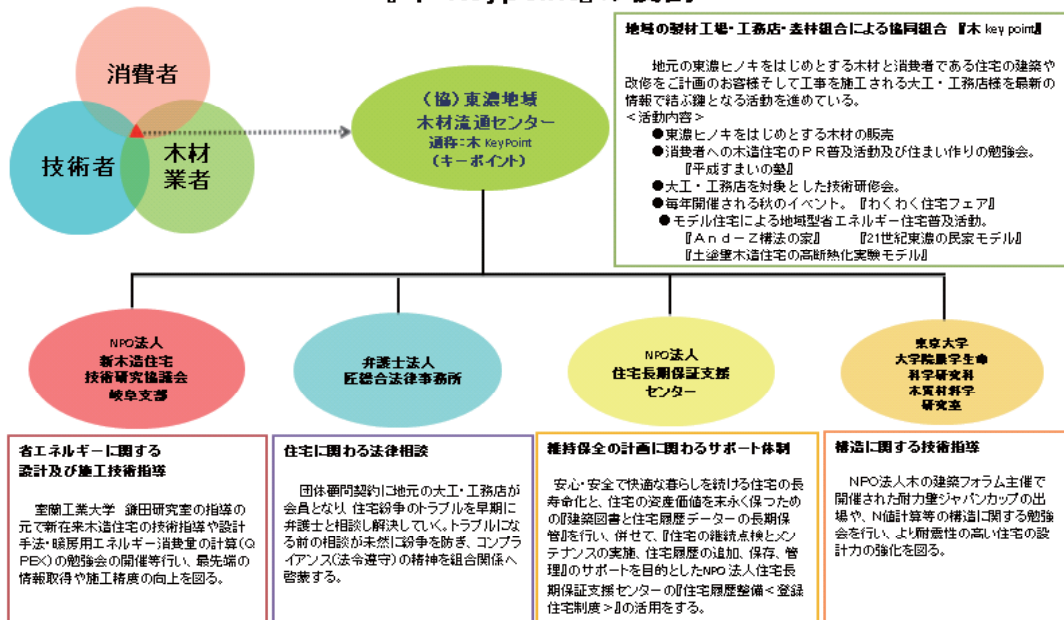 消費者
技術者
木材
業者
（協）東濃地域
木材流通センター
通称：木 KeyPoint
（キーポイント）
地域の製材工場・工務店・森林組合による協同組合 『木 key point』
地元の東濃ヒノキをはじめとする木材と消費者である住宅の建築や
改修をご計画のお客様そして工事を施工される大工・工務店様を最新の
情報で結ぶ鍵となる活動を進めている。
＜活動内容＞
●東濃ヒノキをはじめとする木材の販売
●消費者への木造住宅のＰＲ普及活動及び住まい作りの勉強会。
『平成すまいの塾』
●大工・工務店を対象とした技術研修会。
●毎年開催される秋のイベント。 『わくわく住宅フェア』
●モデル住宅による地域型省エネルギー住宅普及活動。
『Ａｎｄ－Ｚ構法の家』 『21世紀東濃の民家モデル』
『土塗壁木造住宅の高断熱化実験モデル』
NPO法人
新木造住宅
技術研究協議会
岐阜支部
弁護士法人
匠総合法律事務所
NPO法人
住宅長期保証支援
センター
東京大学
大学院農学生命
科学研究科
木質材料学
研究室
省エネルギーに関する
設計及び施工技術指導
室蘭工業大学 鎌田研究室の指導の
元で新在来木造住宅の技術指導や設計
手法・暖房用エネルギー消費量の計算（Q
PEX）の勉強会の開催等行い、最先端の
情報取得や施工精度の向上を図る。
住宅に関わる法律相談
団体顧問契約に地元の大工・工務店が
会員となり、住宅紛争のトラブルを早期に
弁護士と相談し解決していく。トラブルにな
る前の相談が未然に紛争を防ぎ、コンプラ
イアンス（法令遵守）の精神を組合関係へ
啓蒙する。
維持保全の計画に関わるサポート体制
安心・安全で快適な暮らしを続ける住宅の長
寿命化と、住宅の資産価値を末永く保つため
の『建築図書と住宅履歴データーの長期保
管』を行い、併せて、『住宅の継続点検とメン
テナンスの実施、住宅履歴の追加、保存、管
理』のサポートを目的としたNPO法人住宅長
期保証支援センターの『住宅履歴整備＜登録
住宅制度＞』の活用をする。
構造に関する技術指導
NPO法人木の建築フォラム主催で
開催された耐力壁ジャパンカップの出
場や、N値計算等の構造に関する勉強
会を行い、より耐震性の高い住宅の設
計力の強化を図る。